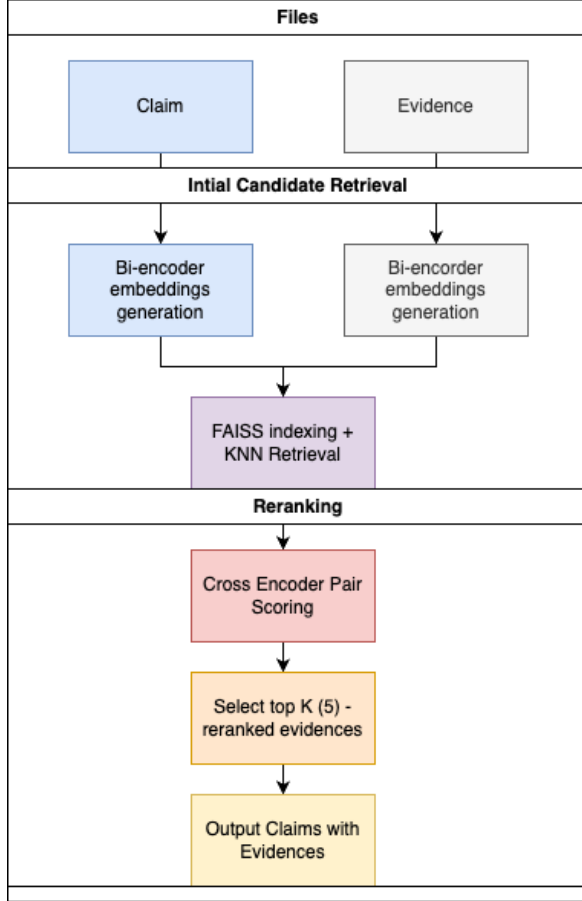 Files
Claim
Evidence
Intial Candidate Retrieval
Bi-encoder
embeddings
generation
Bi-encorder
embeddings
generation
FAISS indexing +
KNN Retrieval
Reranking
Cross Encoder Pair
Scoring
Select top K (5) -
reranked evidences
Output Claims with
Evidences